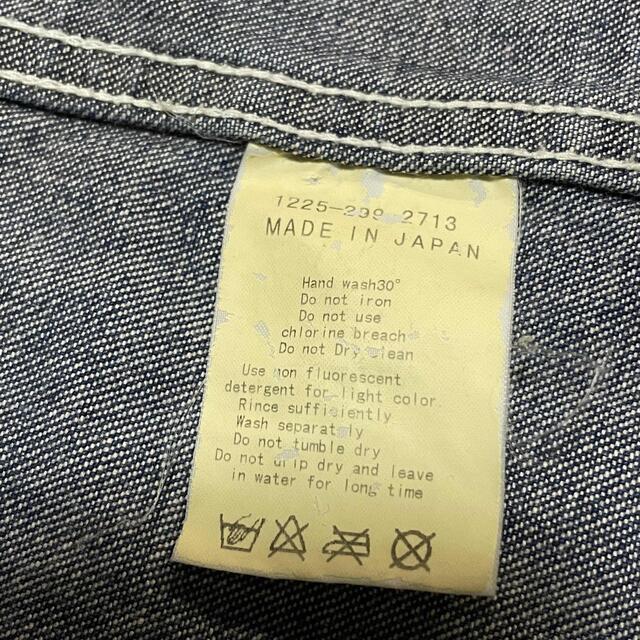 1225-299-2713
MADE IN JAPAN
Hand wash30°
Do not iron
Do not use
chlorine breach
Do not Dry clean
Use non fluorescent
detergent for light color.
Rince sufficiently
Wash separately
Do not tumble dry
Do not drip dry and leave
in water for long time